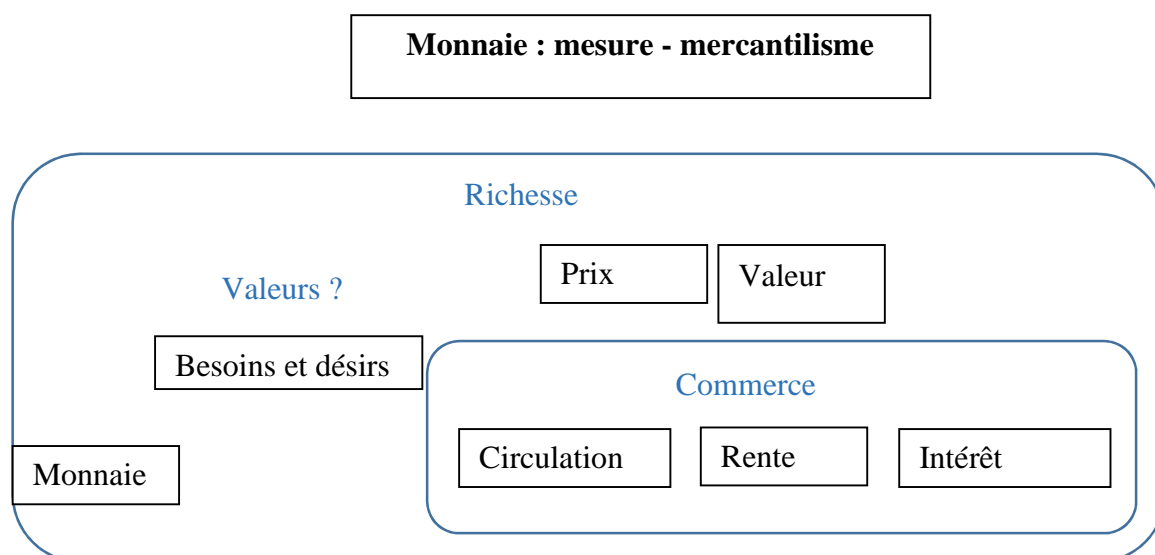 Monnaie : mesure - mercantilisme
Richesse
Prix
Valeur
Valeurs ?
Besoins et désirs
Commerce
Circulation
Rente
Intérêt
Monnaie